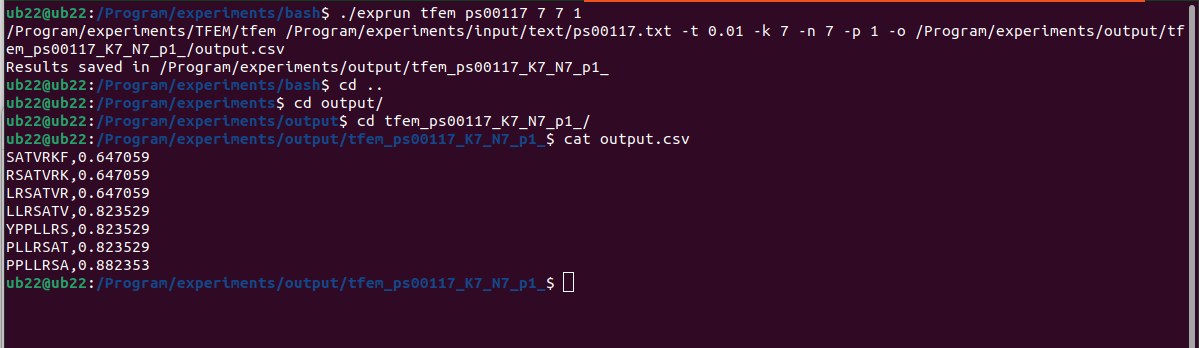 ub22@ub22:/Program/experiments/bash$ ./exprun tfem ps00117 7 7 1
/Program/experiments/TFEM/tfem /Program/experiments/input/text/ps00117.txt -t 0.01 -k 7 -n 7 -p 1 -o /Program/experiments/output/tf
em_ps00117_K7_N7_p1_/output.csv
Results saved in /Program/experiments/output/tfem_ps00117_K7_N7_p1_
ub22@ub22:/Program/experiments/bash$ cd ..
ub22@ub22:/Program/experiments$ cd output/
ub22@ub22:/Program/experiments/output$ cd tfem_ps00117_K7_N7_p1_/
ub22@ub22:/Program/experiments/output/tfem_ps00117_K7_N7_p1_$ cat output.csv
SATVRKF,0.647059
RSATVRK,0.647059
LRSATVR,0.647059
LLRSATV,0.823529
YPPLLRS,0.823529
PLLRSAT,0.823529
PPLLRSA,0.882353
ub22@ub22:/Program/experiments/output/tfem_ps00117_K7_N7_p1_$